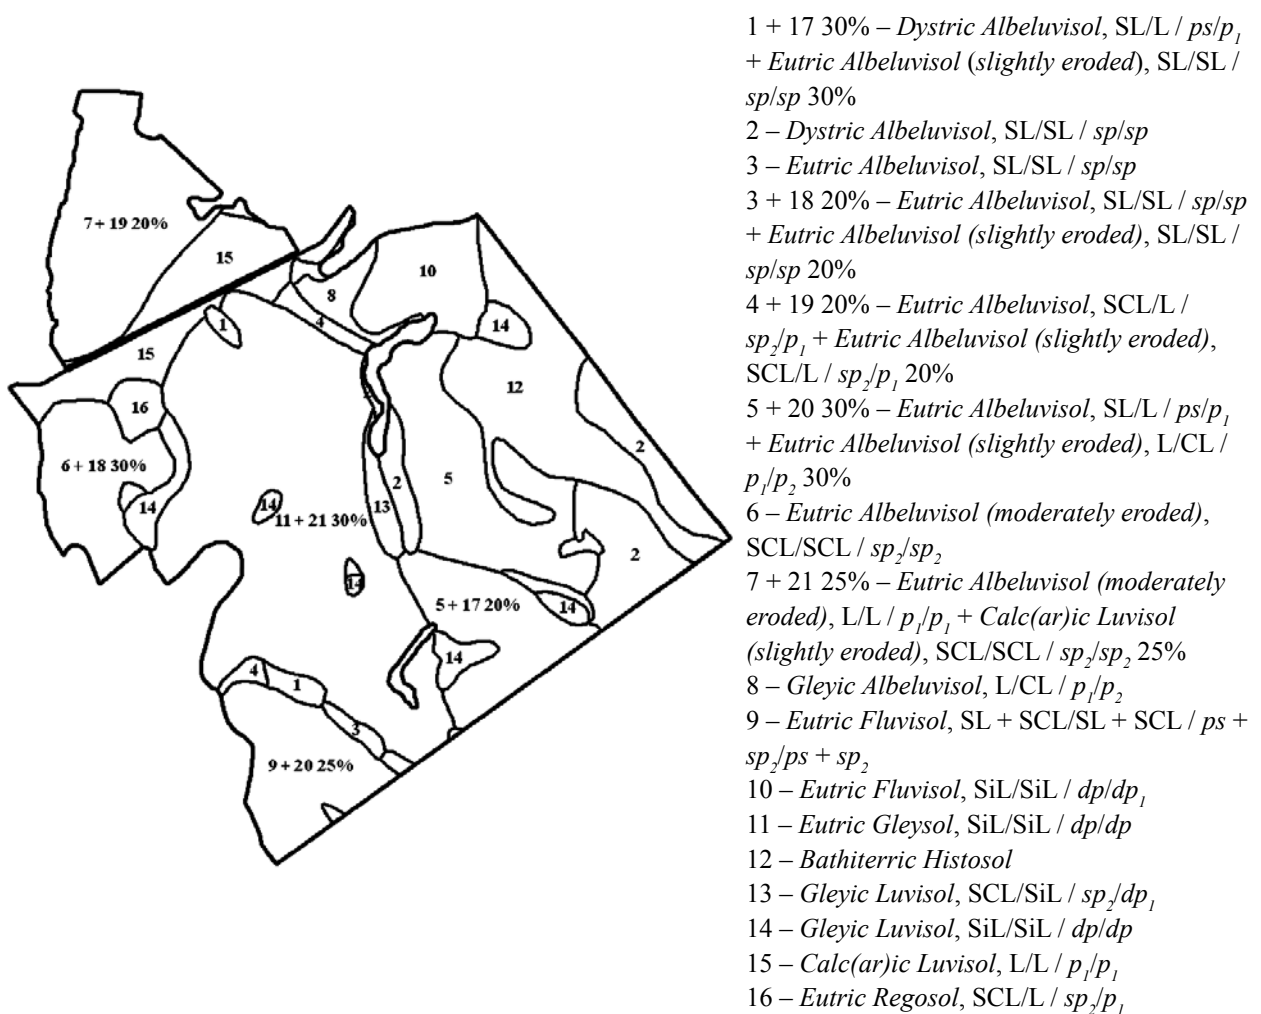 7 + 19 20%
15
10
8
1
4
14
15
12
16
2
6 + 18 30%
5
2
14
14
13
11 + 21 30%
2
14
5 + 17 20%
14
14
4
1
3
9 + 20 25%
1 + 17 30% – Dystric Albeluvisol, SL/L / ps/p₁
+ Eutric Albeluvisol (slightly eroded), SL/SL /
sp/sp 30%
2 – Dystric Albeluvisol, SL/SL / sp/sp
3 – Eutric Albeluvisol, SL/SL / sp/sp
3 + 18 20% – Eutric Albeluvisol, SL/SL / sp/sp
+ Eutric Albeluvisol (slightly eroded), SL/SL /
sp/sp 20%
4 + 19 20% – Eutric Albeluvisol, SCL/L /
sp₂/p₁ + Eutric Albeluvisol (slightly eroded),
SCL/L / sp₂/p₁ 20%
5 + 20 30% – Eutric Albeluvisol, SL/L / ps/p₁
+ Eutric Albeluvisol (slightly eroded), L/CL /
p₁/p₂ 30%
6 – Eutric Albeluvisol (moderately eroded),
SCL/SCL / sp₂/sp₂
7 + 21 25% – Eutric Albeluvisol (moderately
eroded), L/L / p₁/p₁ + Calc(ar)ic Luvisol
(slightly eroded), SCL/SCL / sp₂/sp₂ 25%
8 – Gleyic Albeluvisol, L/CL / p₁/p₂
9 – Eutric Fluvisol, SL + SCL/SL + SCL / ps +
sp₂/ps + sp₂
10 – Eutric Fluvisol, SiL/SiL / dp/dp₁
11 – Eutric Gleysol, SiL/SiL / dp/dp
12 – Bathiterric Histosol
13 – Gleyic Luvisol, SCL/SiL / sp₂/dp₁
14 – Gleyic Luvisol, SiL/SiL / dp/dp
15 – Calc(ar)ic Luvisol, L/L / p₁/p₁
16 – Eutric Regosol, SCL/L / sp₂/p₁